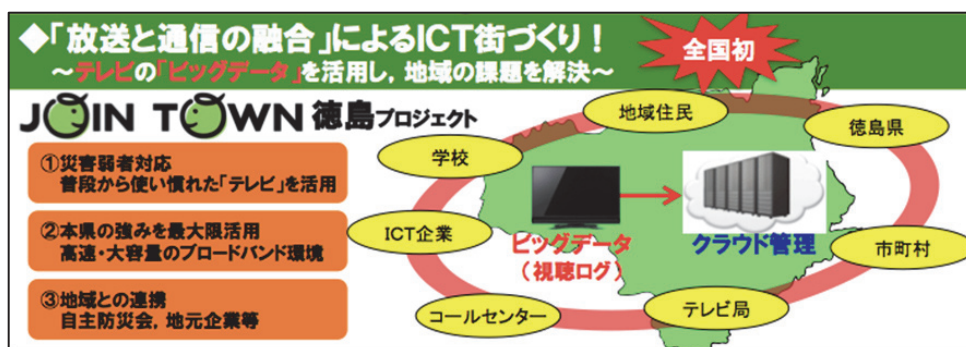 ◆「放送と通信の融合」によるICT街づくり！
～テレビの「ビッグデータ」を活用し，地域の課題を解決～
全国初
JOIN TOWN 徳島プロジェクト
①災害弱者対応
普段から使い慣れた「テレビ」を活用
②本県の強みを最大限活用
高速・大容量のブロードバンド環境
③地域との連携
自主防災会，地元企業等
地域住民
徳島県
学校
ICT企業
ビッグデータ
（視聴ログ）
クラウド管理
市町村
テレビ局
コールセンター